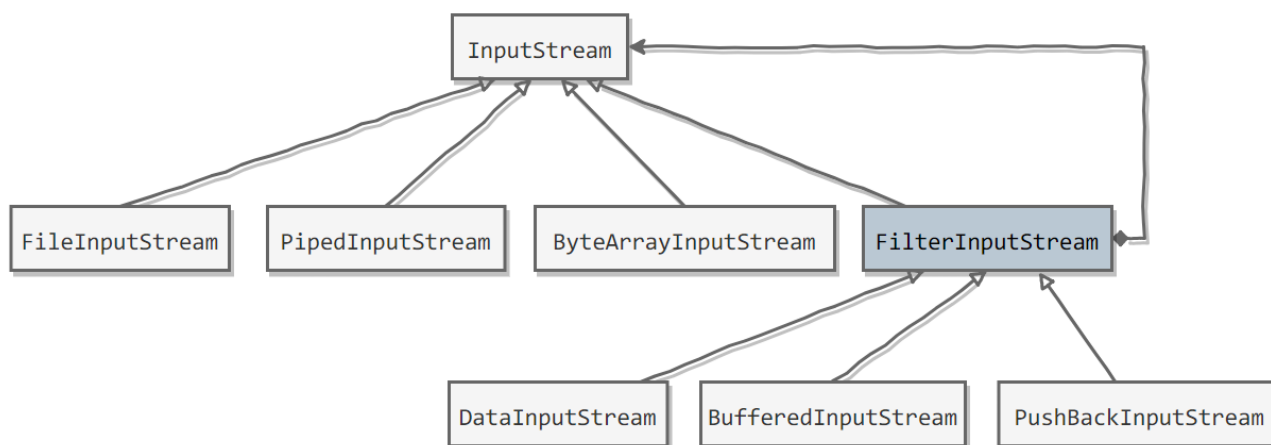 InputStream
FileInputStream
PipedInputStream
ByteArrayInputStream
FilterInputStream
DataInputStream
BufferedInputStream
PushBackInputStream